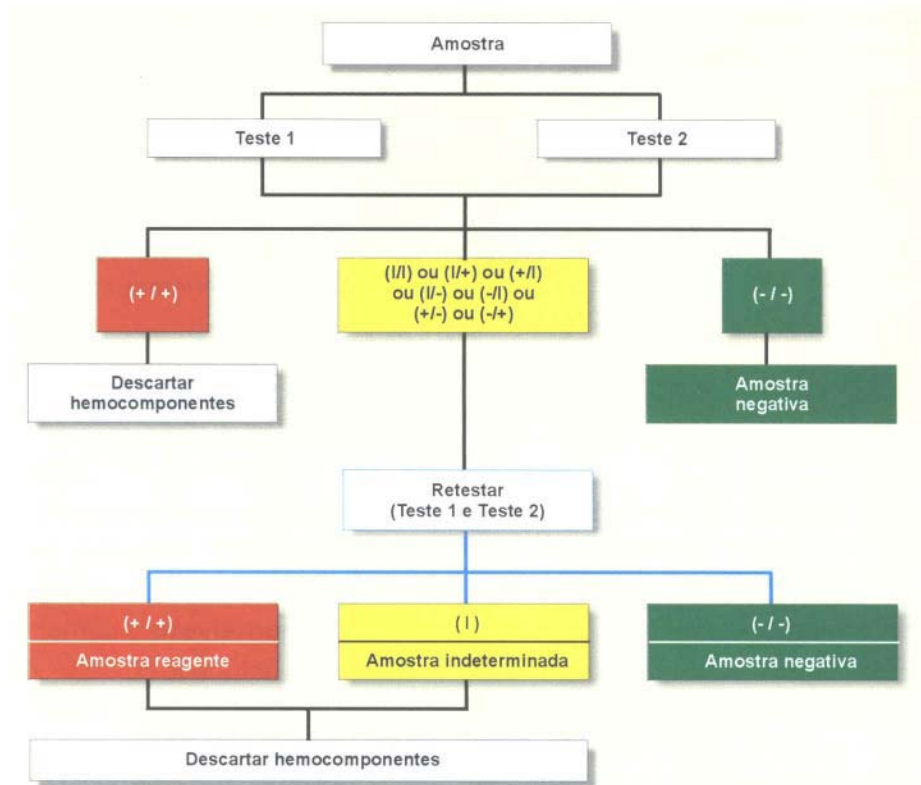 Amostra
Teste 1
Teste 2
(+ / +)
(I/I) ou (I/+) ou (+/I)
ou (I/-) ou (-/I) ou
(+/-) ou (-/+)
(- / -)
Descartar
hemocomponentes
Amostra
negativa
Retestar
(Teste 1 e Teste 2)
(+ / +)
Amostra reagente
( I )
Amostra indeterminada
(- / -)
Amostra negativa
Descartar hemocomponentes